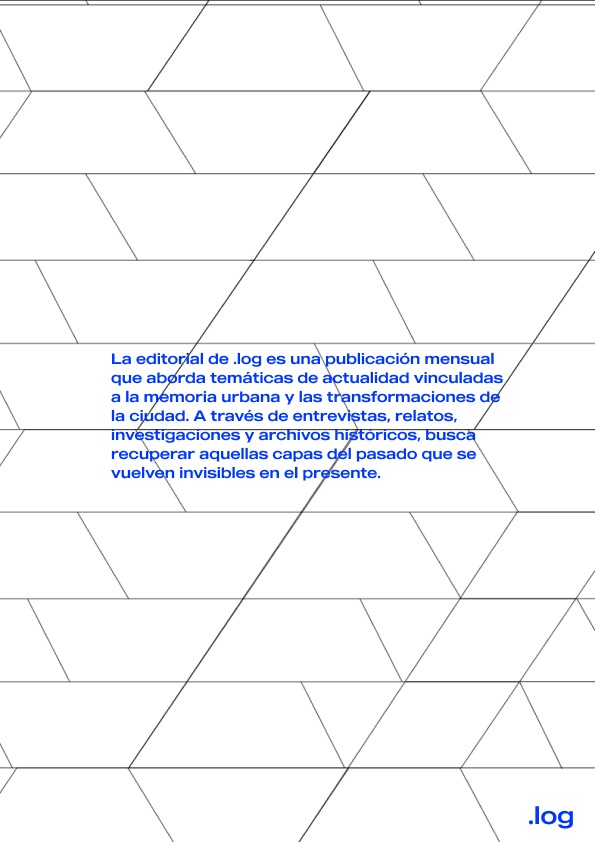 La editorial de .log es una publicación mensual
que aborda temáticas de actualidad vinculadas
a la memoria urbana y las transformaciones de
la ciudad. A través de entrevistas, relatos,
investigaciones y archivos históricos, busca
recuperar aquellas capas del pasado que se
vuelven invisibles en el presente.
.log